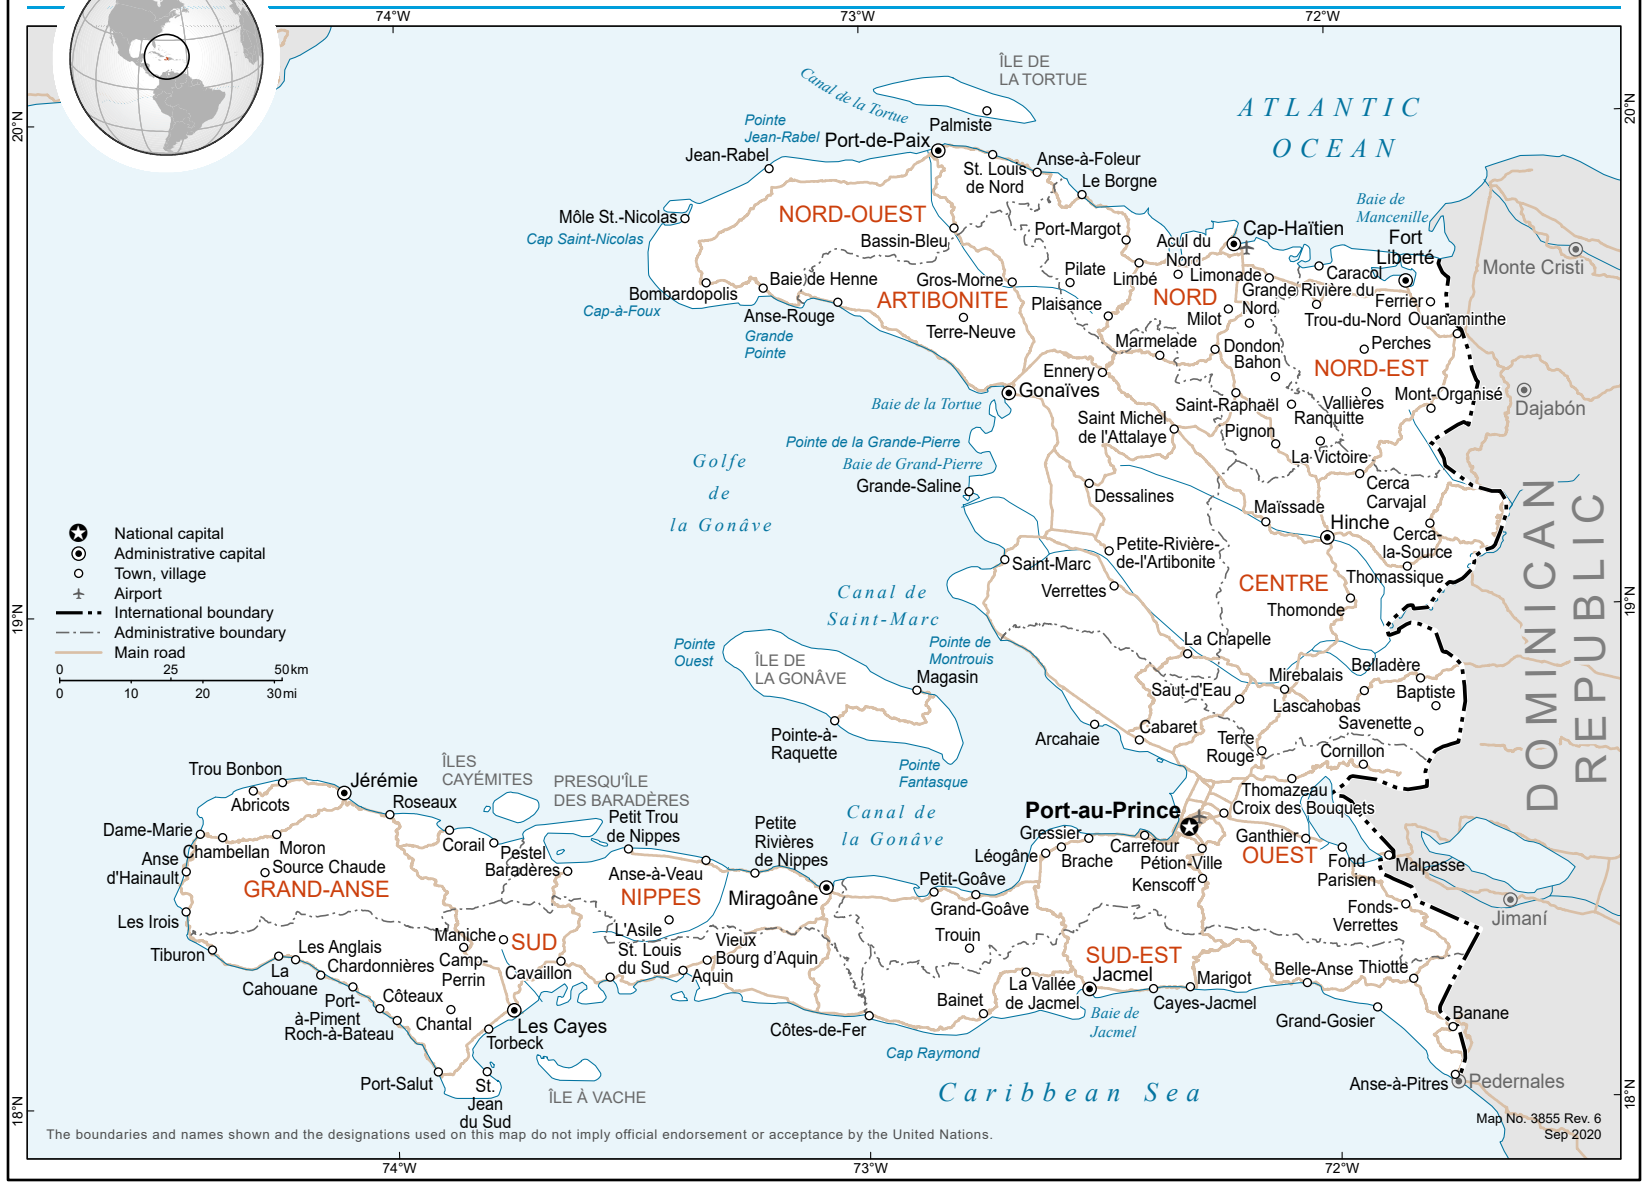 74°W
73°W
72°W
20°N
20°N
19°N
19°N
18°N
18°N
74°W
73°W
72°W
ÎLE DE
LA TORTUE
Canal de la Tortue
Palmiste
ATLANTIC
OCEAN
Pointe
Jean-Rabel
Port-de-Paix
Jean-Rabel
St. Louis
de Nord
Anse-à-Foleur
Le Borgne
Môle St.-Nicolas
Cap Saint-Nicolas
NORD-OUEST
Bassin-Bleu
Port-Margot
Acul du
Nord
Cap-Haïtien
Baie de
Mancenille
Fort
Liberté
Monte Cristi
Bombardopolis
Cap-à-Foux
Baie de Henne
Anse-Rouge
Grande
Pointe
Gros-Morne
ARTIBONITE
Terre-Neuve
Pilate
Plaisance
Limbé
Limonade
NORD
Milot
Grande Rivière du
Nord
Caracol
Ferrier
Trou-du-Nord
Ouanaminthe
Marmelade
Dondon
Bahon
Perches
NORD-EST
Ennery
Gonaïves
Baie de la Tortue
Saint-Raphaël
Ranquitte
Vallières
Mont-Organisé
Dajabón
Saint Michel
de l'Attalaye
Pignon
La Victoire
Pointe de la Grande-Pierre
Baie de Grand-Pierre
Grande-Saline
Golfe
de
la Gonâve
Dessalines
Maïssade
Hinche
Cerca
Carvajal
Cerca-
la-Source
Thomassique
DOMINICAN
REPUBLIC
National capital
Administrative capital
Town, village
Airport
International boundary
Administrative boundary
Main road
0 25 50 km
0 10 20 30 mi
Saint-Marc
Petite-Rivière-
de-l'Artibonite
Verrettes
CENTRE
Thomonde
Canal de
Saint-Marc
Pointe
Ouest
ÎLE DE
LA GONÂVE
Pointe de
Montrouis
Magasin
Pointe-à-
Raquette
Pointe
Fantasque
La Chapelle
Saut-d'Eau
Mirebalais
Lascahobas
Belladère
Baptiste
Savenette
Arcahaie
Cabaret
Terre
Rouge
Cornillon
Trou Bonbon
Abricots
Jérémie
ÎLES
CAYÉMITES
Roseaux
PRESQU'ÎLE
DES BARADÈRES
Petit Trou
de Nippes
Canal de
la Gonâve
Port-au-Prince
Thomazeau
Croix des Bouquets
Dame-Marie
Chambellan
Moron
Source Chaude
Anse
d'Hainault
GRAND-ANSE
Corail
Pestel
Baradères
Anse-à-Veau
NIPPES
Petite
Rivières
de Nippes
Miragoâne
Gressier
Léogâne
Brache
Carrefour
Pétion-Ville
Kenscoff
Ganthier
OUEST
Fond
Parisien
Malpasse
Petit-Goâve
Grand-Goâve
Trouin
Fonds-
Verrettes
Jimaní
Les Irois
Tiburon
Les Anglais
Chardonnières
La
Cahouane
Port-
à-Piment
Roch-à-Bateau
Côteaux
Chantal
Maniche
Camp-
Perrin
SUD
Cavaillon
L'Asile
St. Louis
du Sud
Vieux
Bourg d'Aquin
Aquin
Les Cayes
Torbeck
Port-Salut
St.
Jean
du Sud
ÎLE À VACHE
Côtes-de-Fer
Bainet
Cap Raymond
SUD-EST
La Vallée
de Jacmel
Jacmel
Cayes-Jacmel
Baie de
Jacmel
Marigot
Belle-Anse
Thiotte
Grand-Gosier
Banane
Anse-à-Pitres
Pedernales
Caribbean Sea
Map No. 3855 Rev. 6
Sep 2020
The boundaries and names shown and the designations used on this map do not imply official endorsement or acceptance by the United Nations.